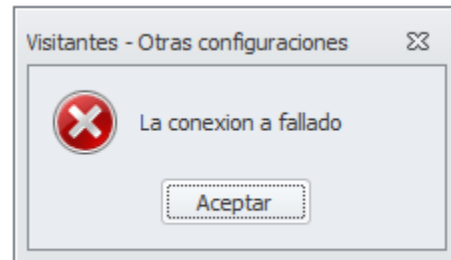 Visitantes - Otras configuraciones
La conexion a fallado
Aceptar